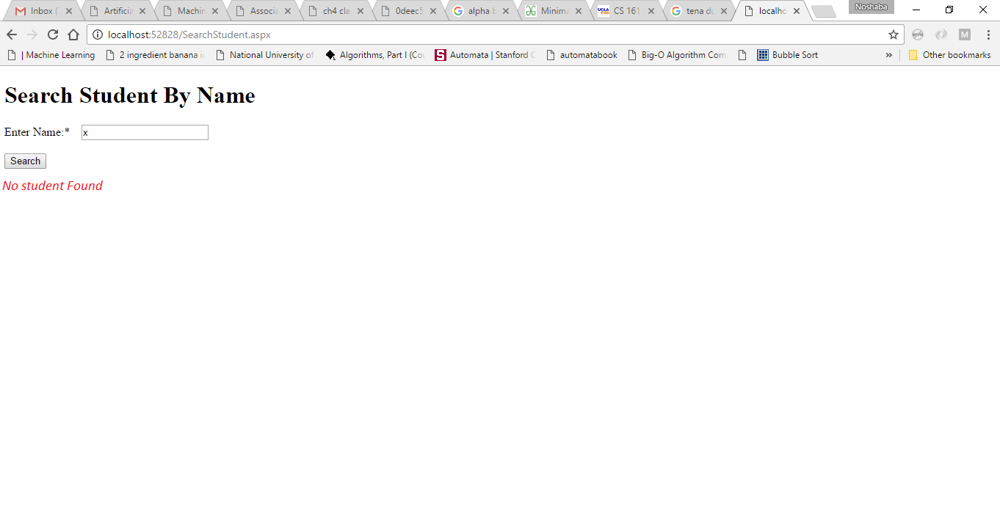 Inbox (
Artificia
Machin
Associa
ch4 cla
0deec5
alpha b
Minima
UCLA
CS 161
tena du
localho
Noshaba
localhost:52828/SearchStudent.aspx
M
| Machine Learning
2 ingredient banana ic
National University of
Algorithms, Part I (Cou
S
Automata | Stanford
automatabook
Big-O Algorithm Com
Bubble Sort
»
Other bookmarks
Search Student By Name
Enter Name:* x
Search
No student Found